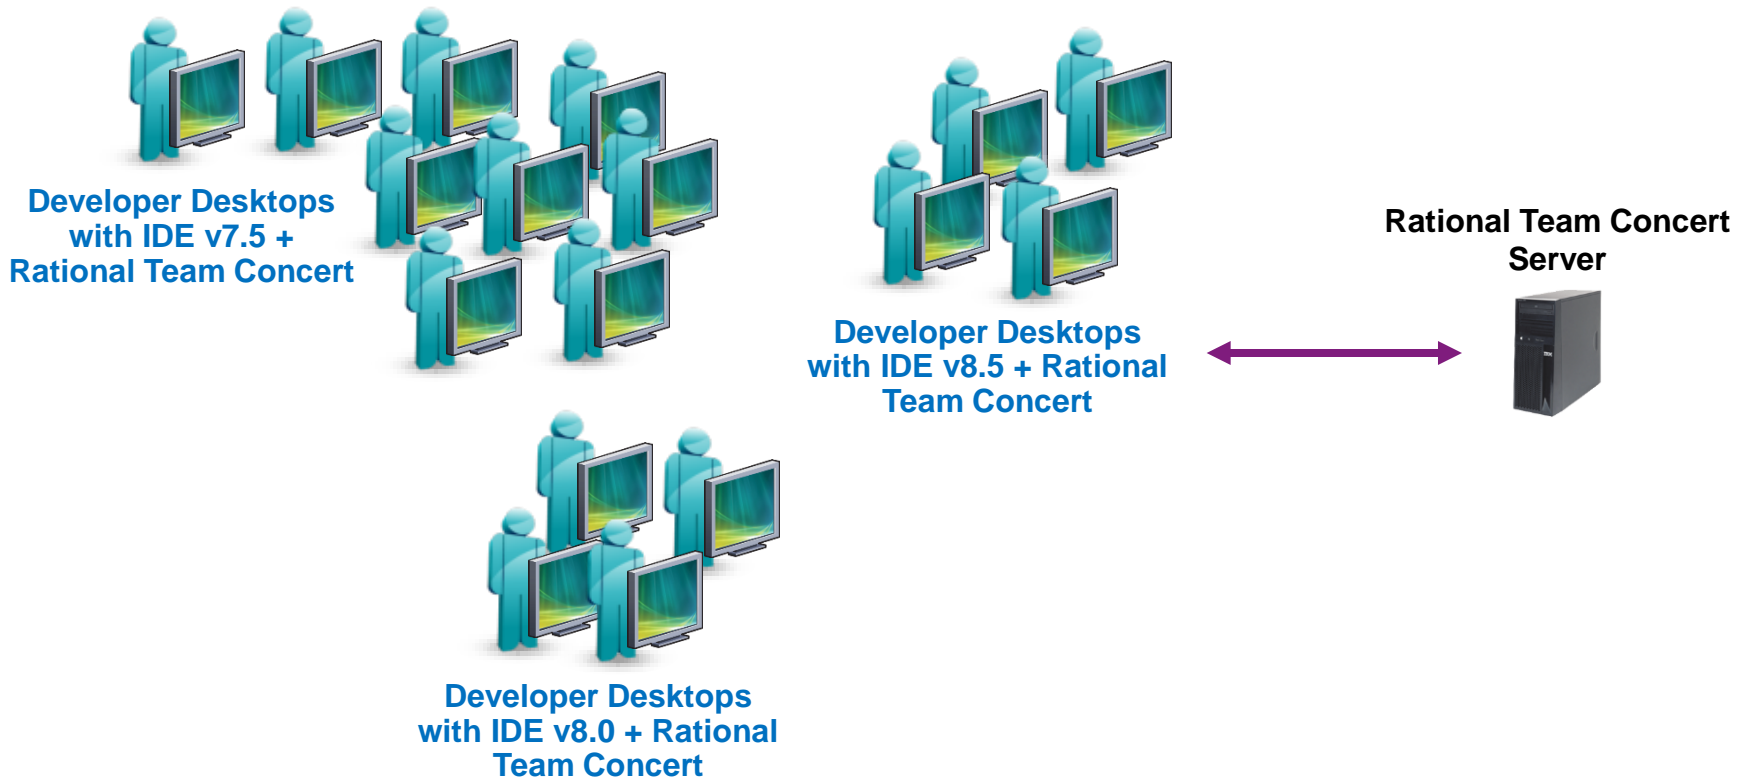 Developer Desktops
with IDE v7.5 +
Rational Team Concert
Developer Desktops
with IDE v8.5 + Rational
Team Concert
Rational Team Concert
Server
Developer Desktops
with IDE v8.0 + Rational
Team Concert